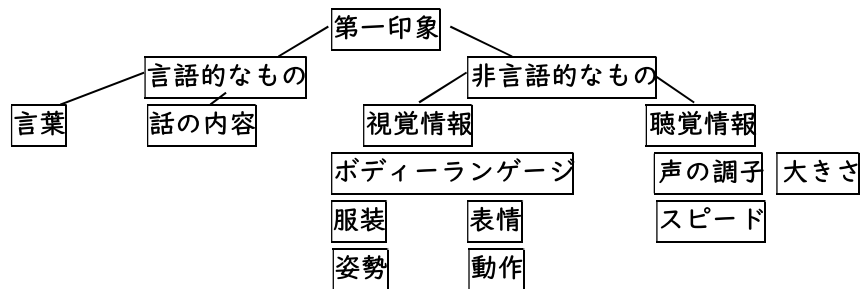 第一印象
言語的なもの 非言語的なもの
言葉 話の内容 視覚情報 聴覚情報
ボディーランゲージ 声の調子 大きさ
服装 表情 スピード
姿勢 動作